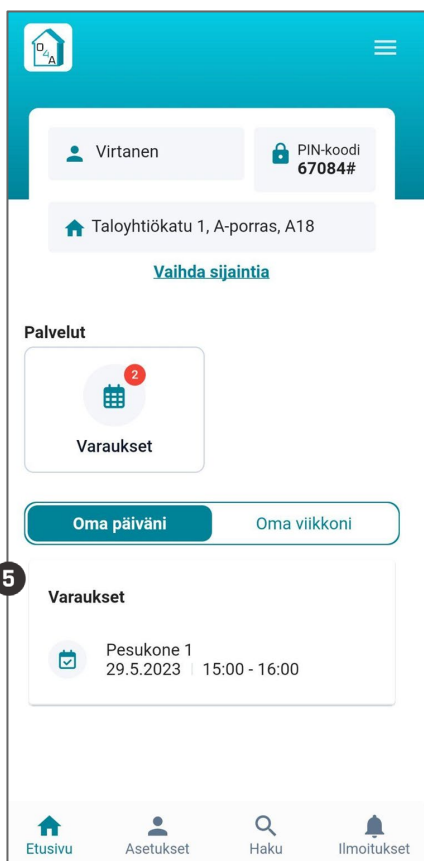 D
4
A
Virtanen
PIN-koodi
67084#
Taloyhtiökatu 1, A-porras, A18
Vaihda sijaintia
Palvelut
2
Varaukset
Oma päiväni
Oma viikkoni
5
Varaukset
Pesukone 1
29.5.2023 | 15:00 - 16:00
Etusivu
Asetukset
Haku
Ilmoitukset